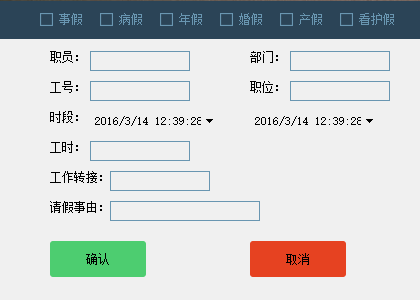 事假 病假 年假 婚假 产假 看护假
职员： 部门：
工号： 职位：
时段： 2016/3/14 12:39:28 2016/3/14 12:39:28
工时：
工作转接：
请假事由：
确认 取消